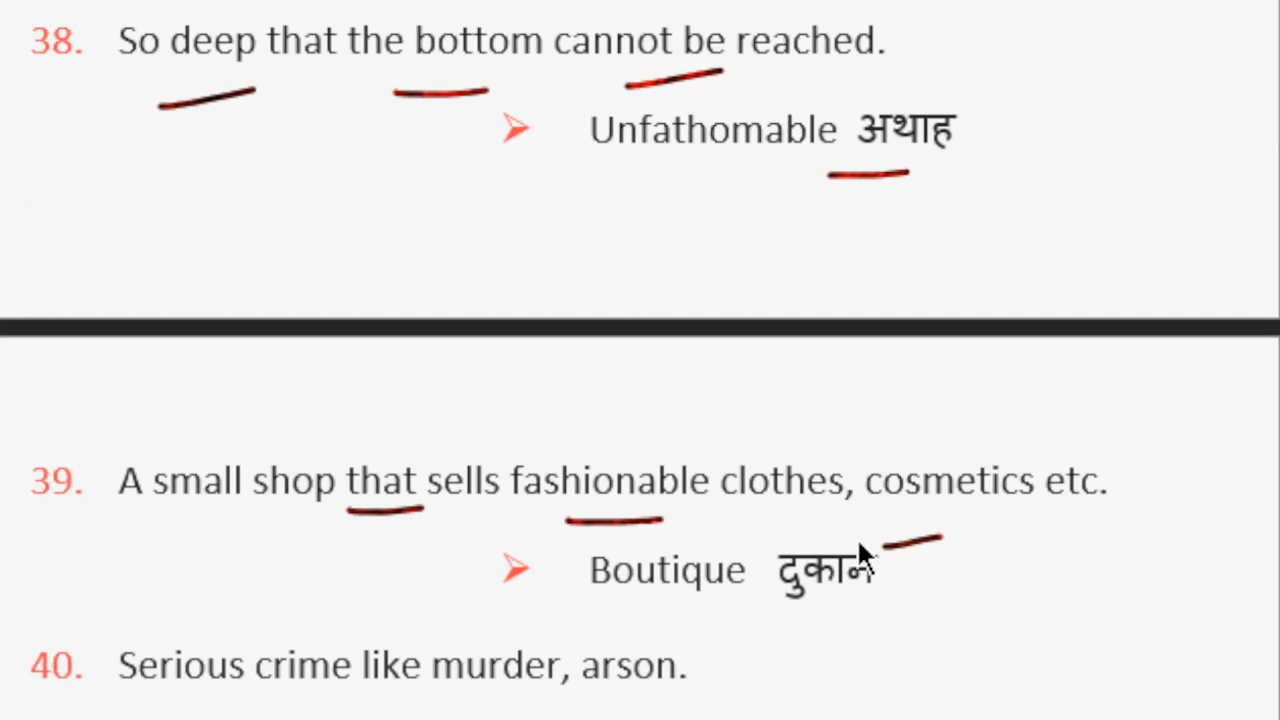 38. So deep that the bottom cannot be reached.
➢ Unfathomable अथाह
39. A small shop that sells fashionable clothes, cosmetics etc.
➢ Boutique दुकान
40. Serious crime like murder, arson.